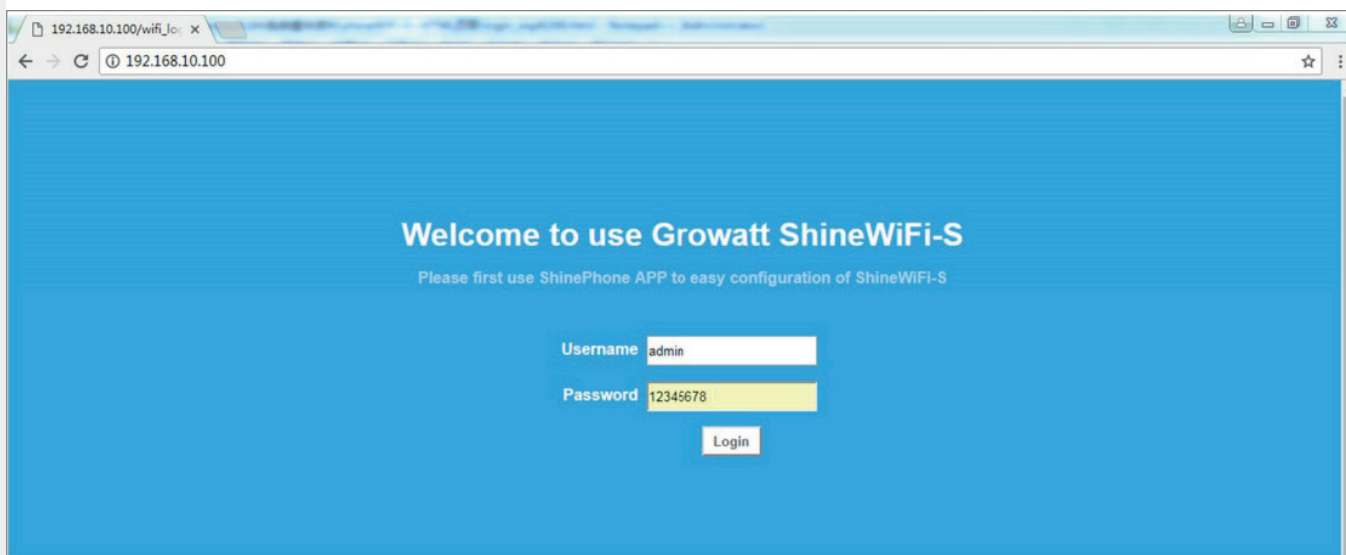 192.168.10.100/wifi_lo
192.168.10.100
Welcome to use Growatt ShineWiFi-S
Please first use ShinePhone APP to easy configuration of ShineWiFi-S
Username admin
Password 12345678
Login